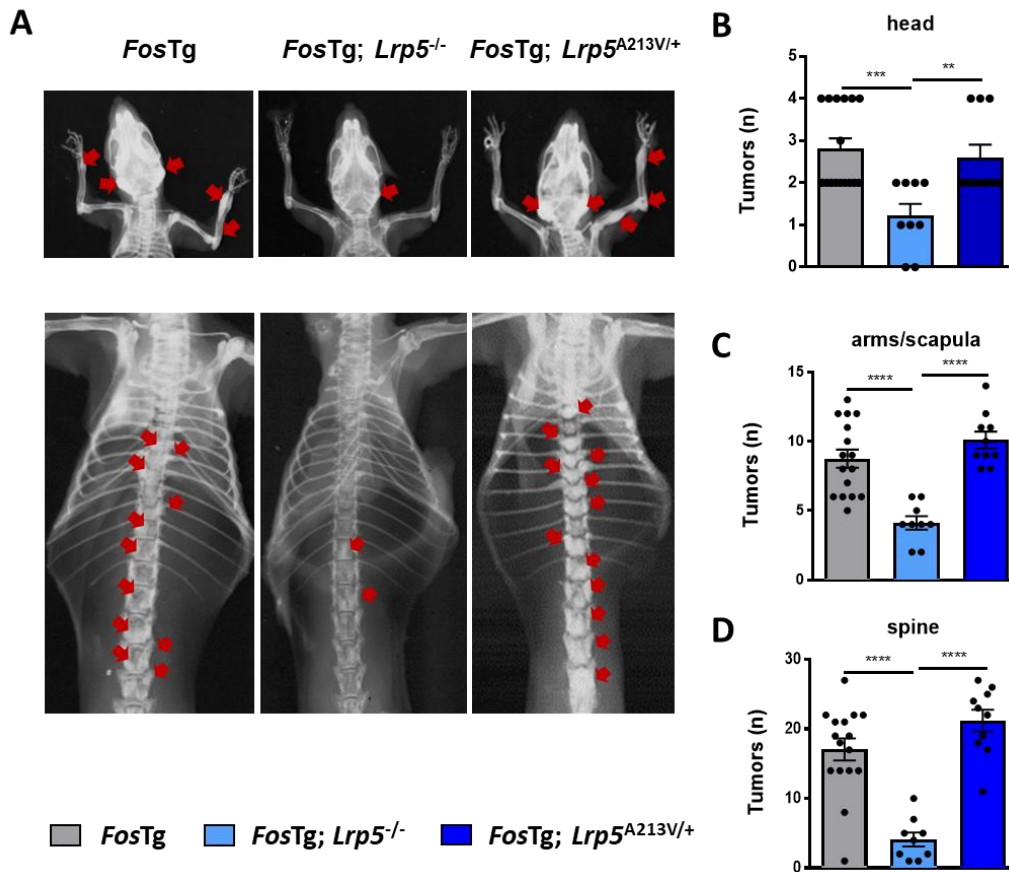 A
FosTg
FosTg; Lrp5-/-
FosTg; Lrp5A213V/+
B
head
Tumors (n)
5
4
3
2
1
0
***
**
C
arms/scapula
Tumors (n)
15
10
5
0
****
****
D
spine
Tumors (n)
30
20
10
0
****
****
FosTg
FosTg; Lrp5-/-
FosTg; Lrp5A213V/+